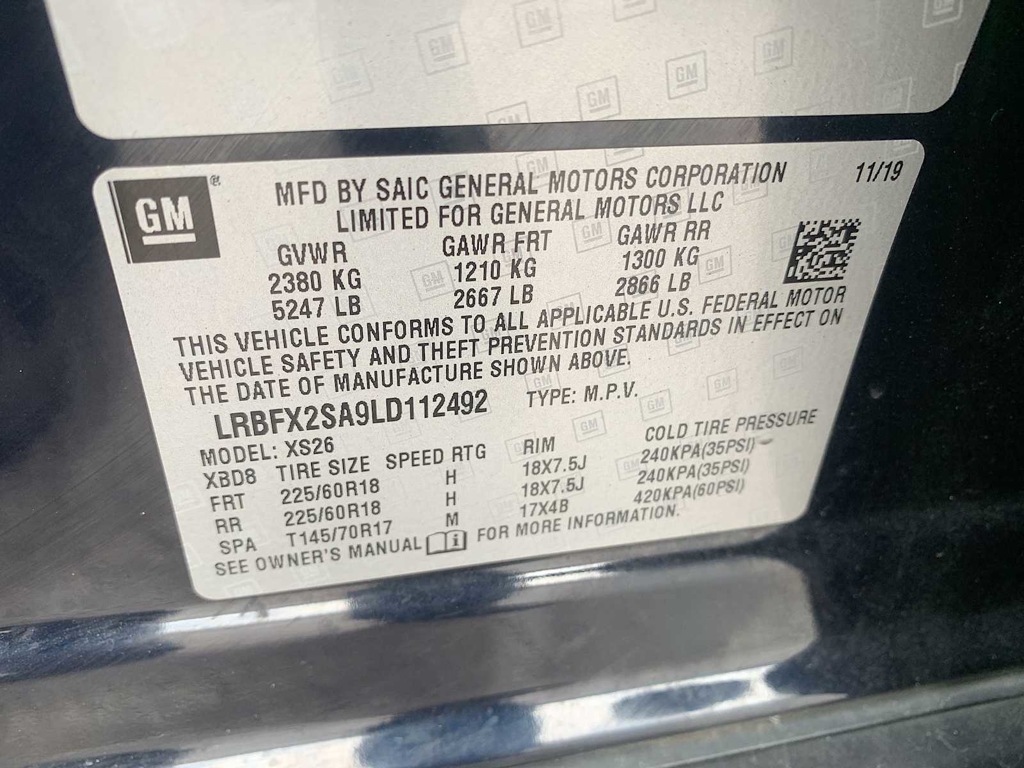 GM
MFD BY SAIC GENERAL MOTORS CORPORATION
LIMITED FOR GENERAL MOTORS LLC
11/19
GVWR GAWR FRT GAWR RR
2380 KG 1210 KG 1300 KG
5247 LB 2667 LB 2866 LB
THIS VEHICLE CONFORMS TO ALL APPLICABLE U.S. FEDERAL MOTOR
VEHICLE SAFETY AND THEFT PREVENTION STANDARDS IN EFFECT ON
THE DATE OF MANUFACTURE SHOWN ABOVE.
LRBFX2SA9LD112492 TYPE: M.P.V.
MODEL: XS26
XBD8 TIRE SIZE SPEED RTG RIM COLD TIRE PRESSURE
FRT 225/60R18 H 18X7.5J 240KPA(35PSI)
RR 225/60R18 H 18X7.5J 240KPA(35PSI)
SPA T145/70R17 M 17X4B 420KPA(60PSI)
SEE OWNER'S MANUAL i FOR MORE INFORMATION.